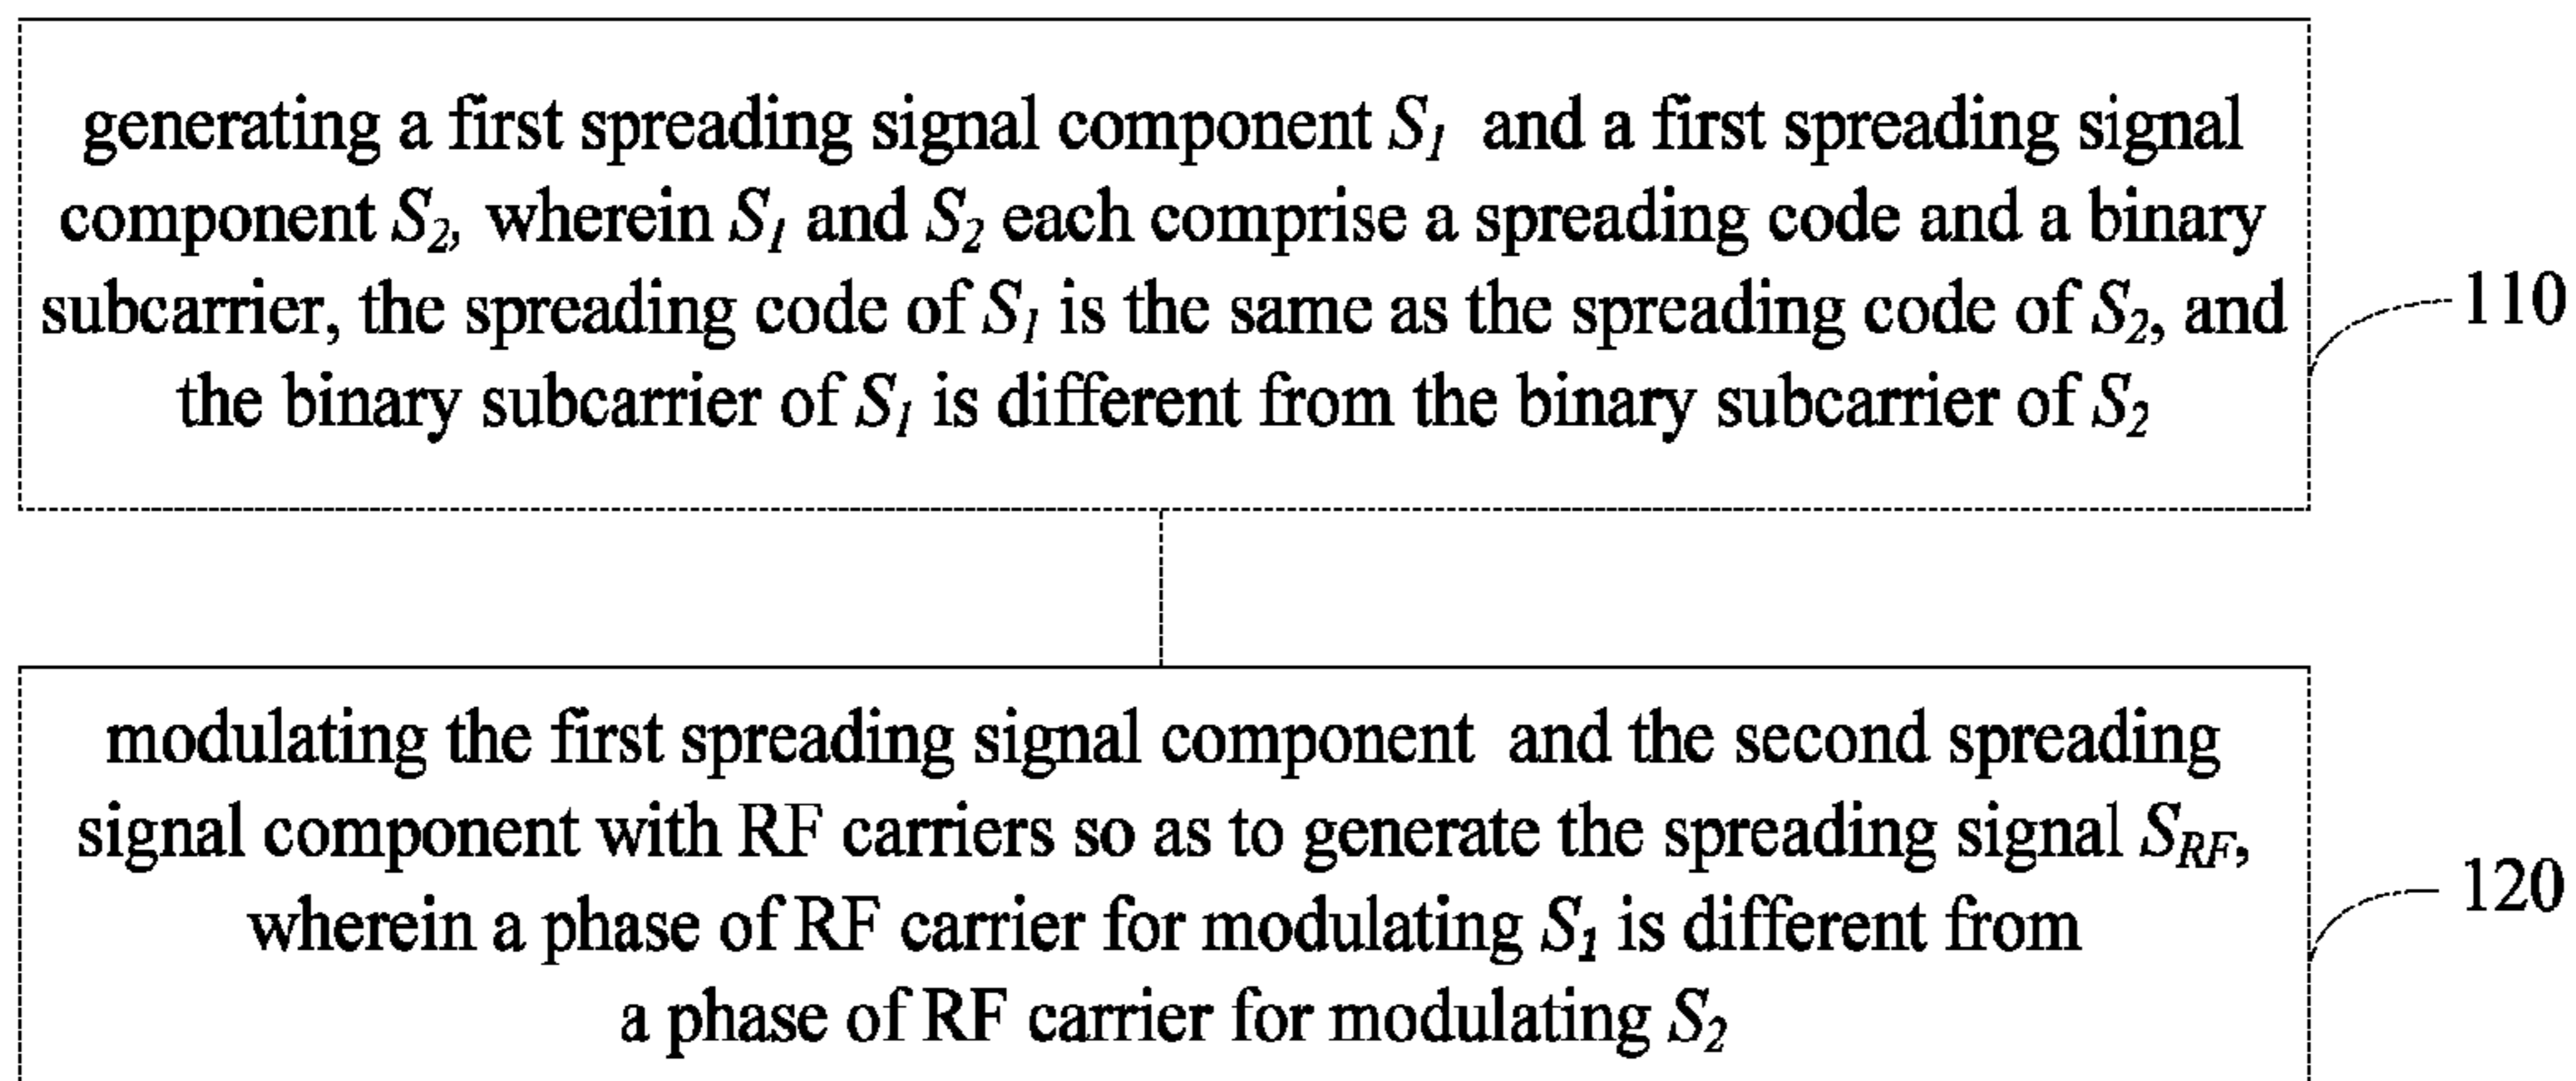 generating a first spreading signal component S1 and a first spreading signal
component S2, wherein S1 and S2 each comprise a spreading code and a binary
subcarrier, the spreading code of S1 is the same as the spreading code of S2, and
the binary subcarrier of S1 is different from the binary subcarrier of S2
110
modulating the first spreading signal component and the second spreading
signal component with RF carriers so as to generate the spreading signal SRF,
wherein a phase of RF carrier for modulating S1 is different from
a phase of RF carrier for modulating S2
120